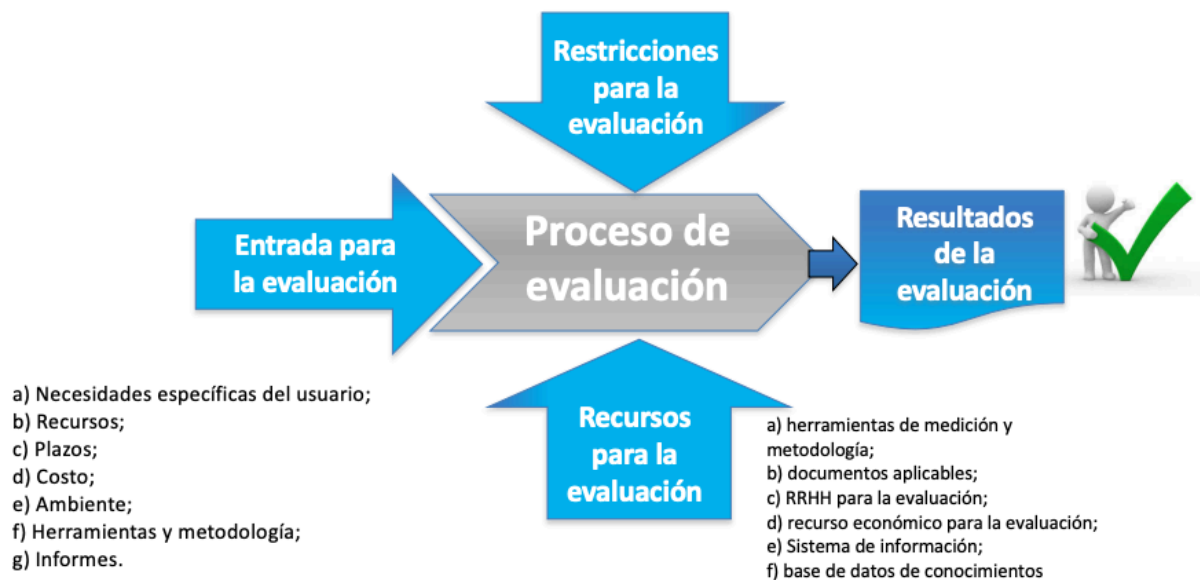 Restricciones
para la
evaluación
Entrada para
la evaluación
Proceso de
evaluación
Resultados
de la
evaluación
a) Necesidades específicas del usuario;
b) Recursos;
c) Plazos;
d) Costo;
e) Ambiente;
f) Herramientas y metodología;
g) Informes.
Recursos
para la
evaluación
a) herramientas de medición y
metodología;
b) documentos aplicables;
c) RRHH para la evaluación;
d) recurso económico para la evaluación;
e) Sistema de información;
f) base de datos de conocimientos